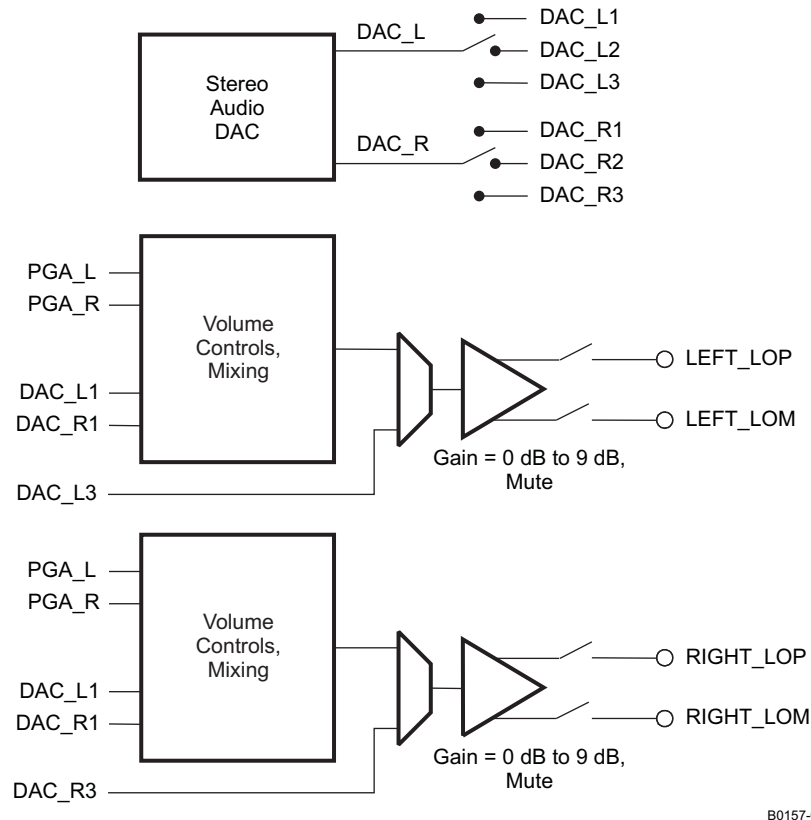 DAC_L1
DAC_L
DAC_L2
Stereo
Audio
DAC
DAC_L3
DAC_R1
DAC_R
DAC_R2
DAC_R3
PGA_L
PGA_R
Volume
Controls,
Mixing
DAC_L1
DAC_R1
LEFT_LOP
LEFT_LOM
Gain = 0 dB to 9 dB,
Mute
DAC_L3
PGA_L
PGA_R
Volume
Controls,
Mixing
DAC_L1
DAC_R1
RIGHT_LOP
RIGHT_LOM
Gain = 0 dB to 9 dB,
Mute
DAC_R3